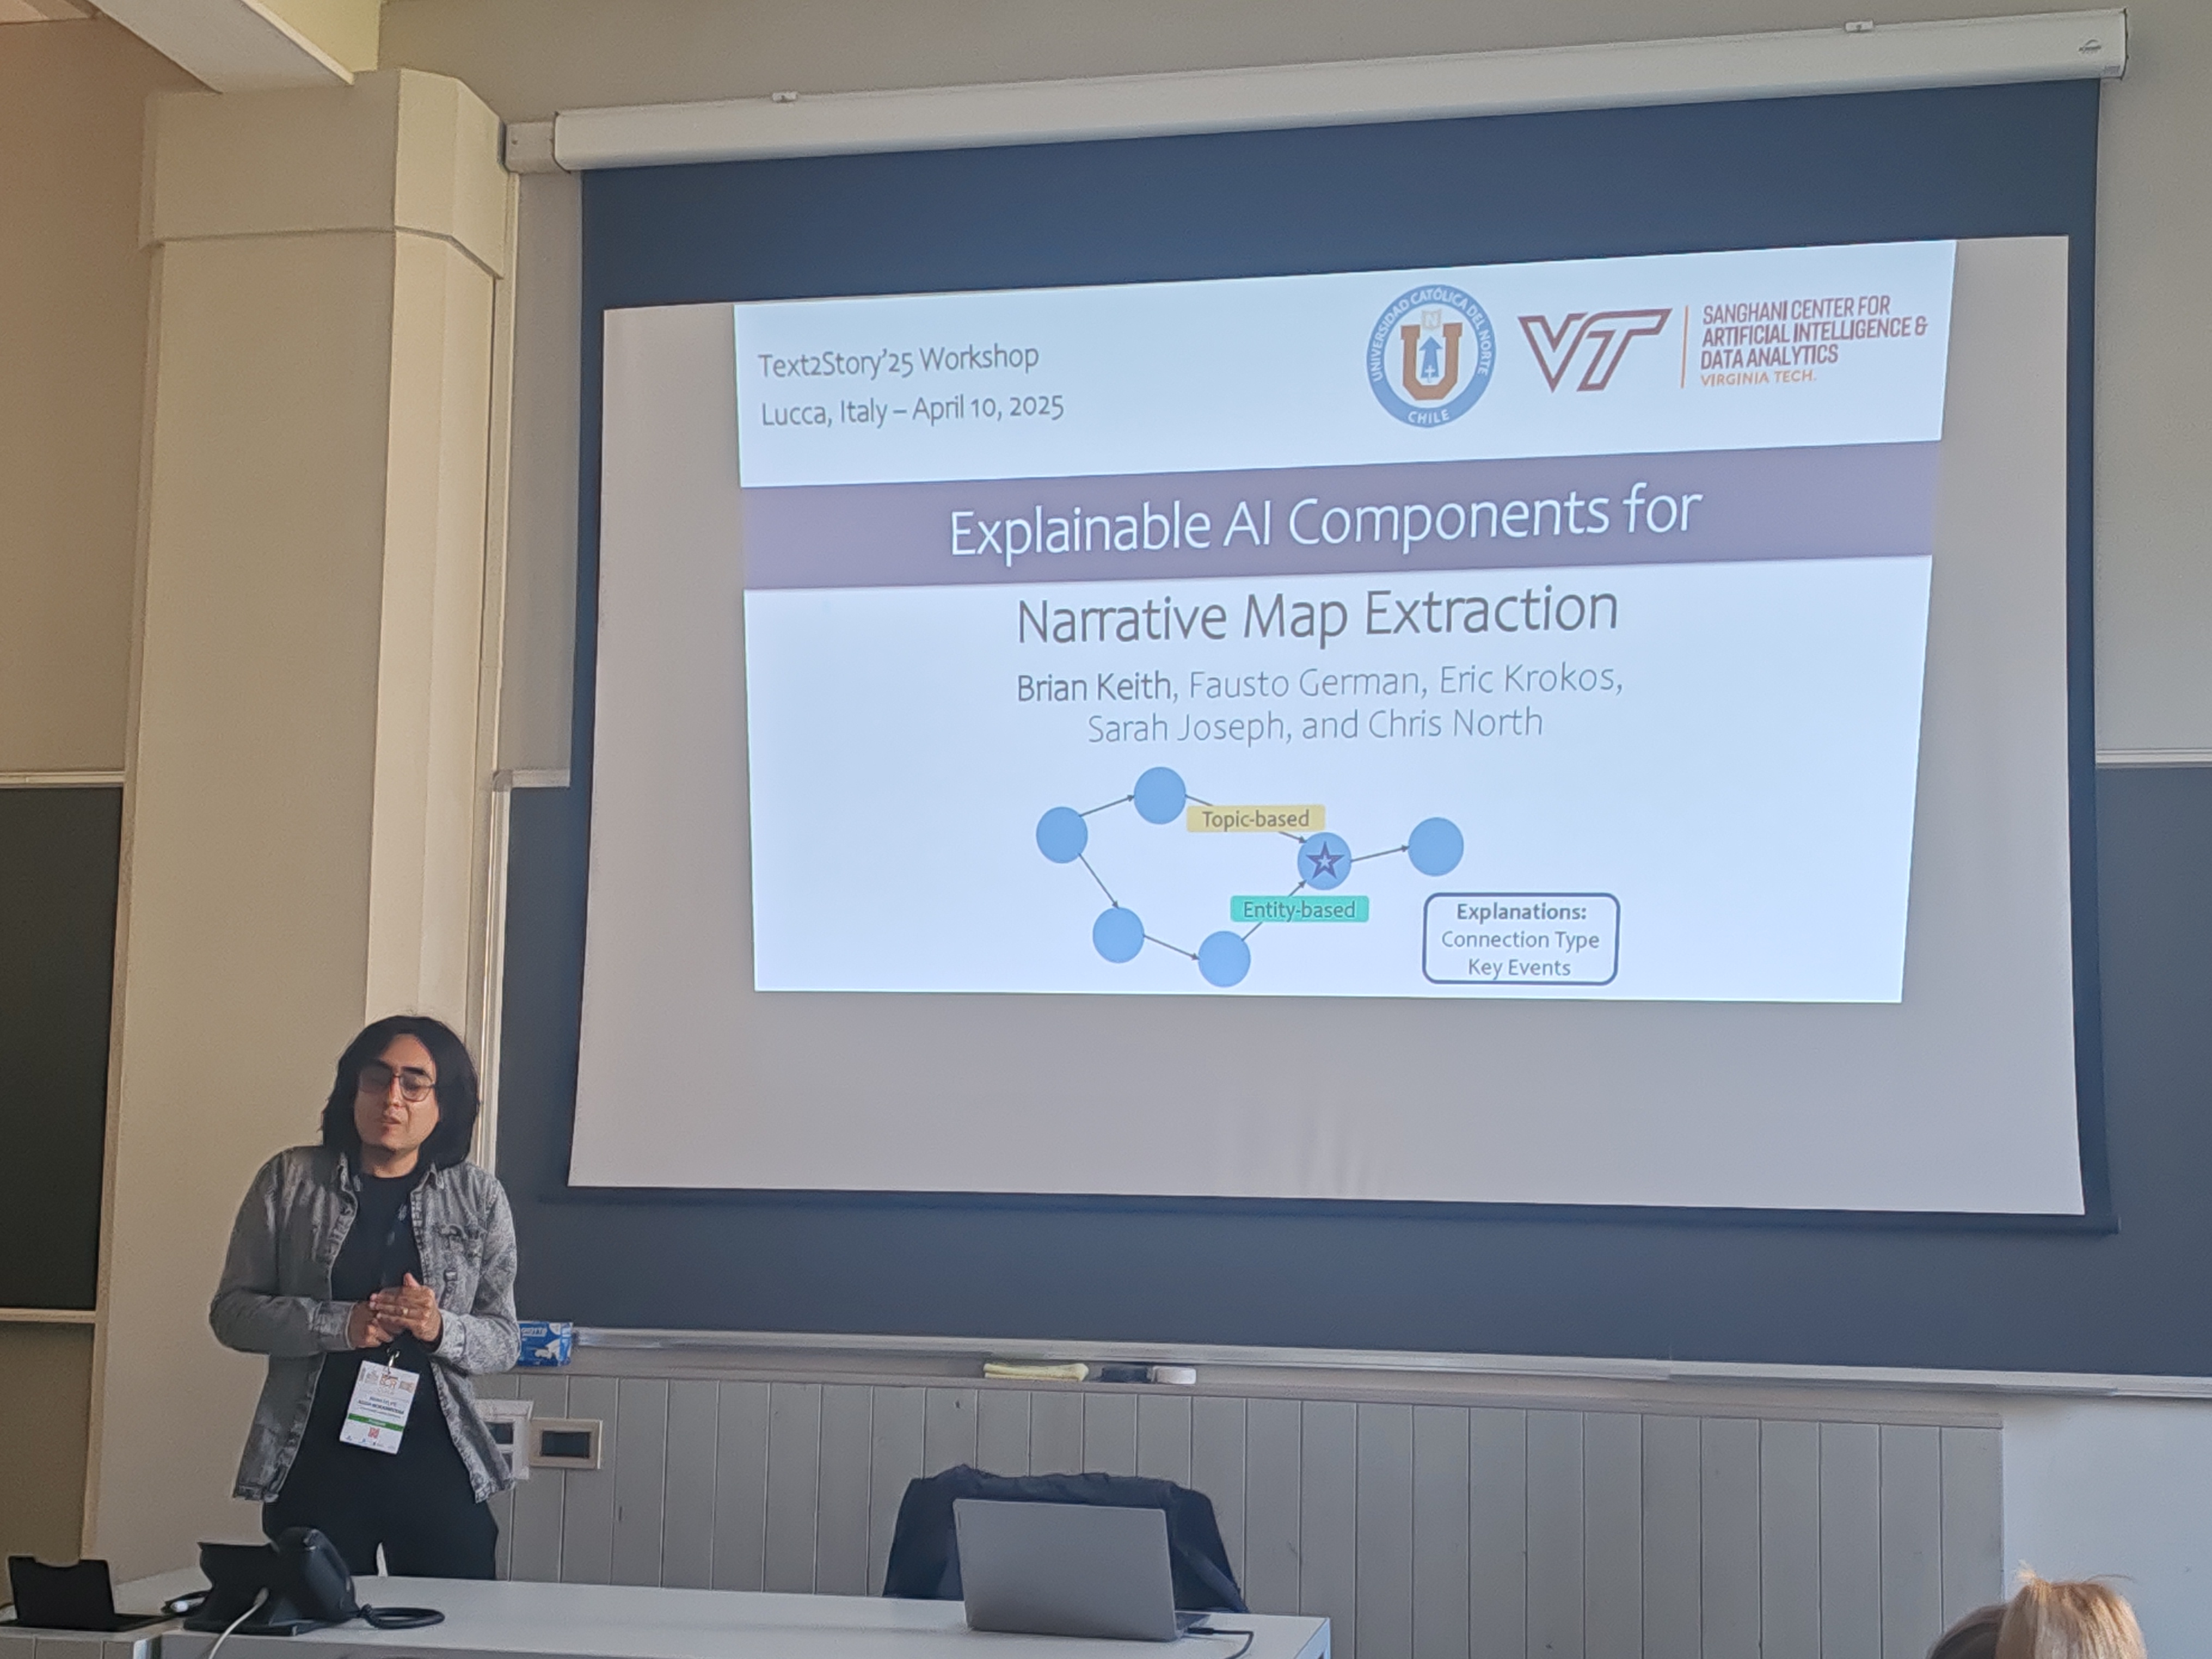 Text2Story'25 Workshop
Lucca, Italy – April 10, 2025
UNIVERSIDAD CATÓLICA DEL NORTE
CHILE
N
U
VT
SANGHANI CENTER FOR
ARTIFICIAL INTELLIGENCE &
DATA ANALYTICS
VIRGINIA TECH.
Explainable AI Components for
Narrative Map Extraction
Brian Keith, Fausto German, Eric Krokos,
Sarah Joseph, and Chris North
Topic-based
Entity-based
Explanations:
Connection Type
Key Events